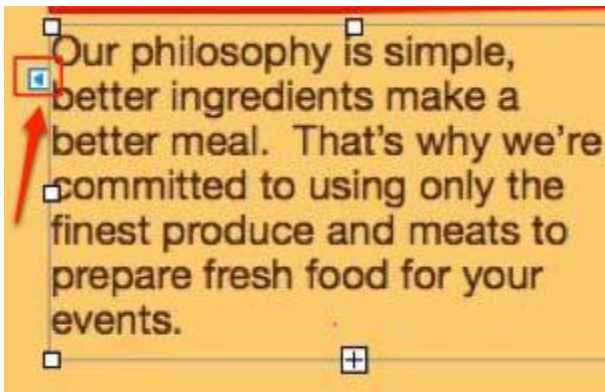 Our philosophy is simple,
better ingredients make a
better meal.  That's why we're
committed to using only the
finest produce and meats to
prepare fresh food for your
events.